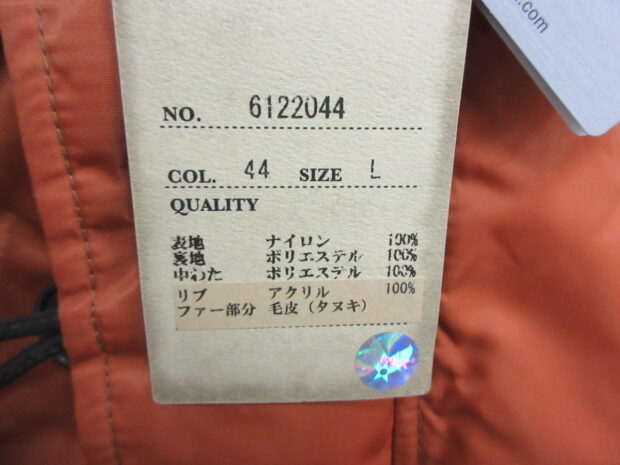 .com
NO. 6122044
COL. 44 SIZE L
QUALITY
表地 ナイロン 100%
裏地 ポリエステル 100%
中わた ポリエステル 100%
リブ アクリル 100%
ファー部分 毛皮（タヌキ）